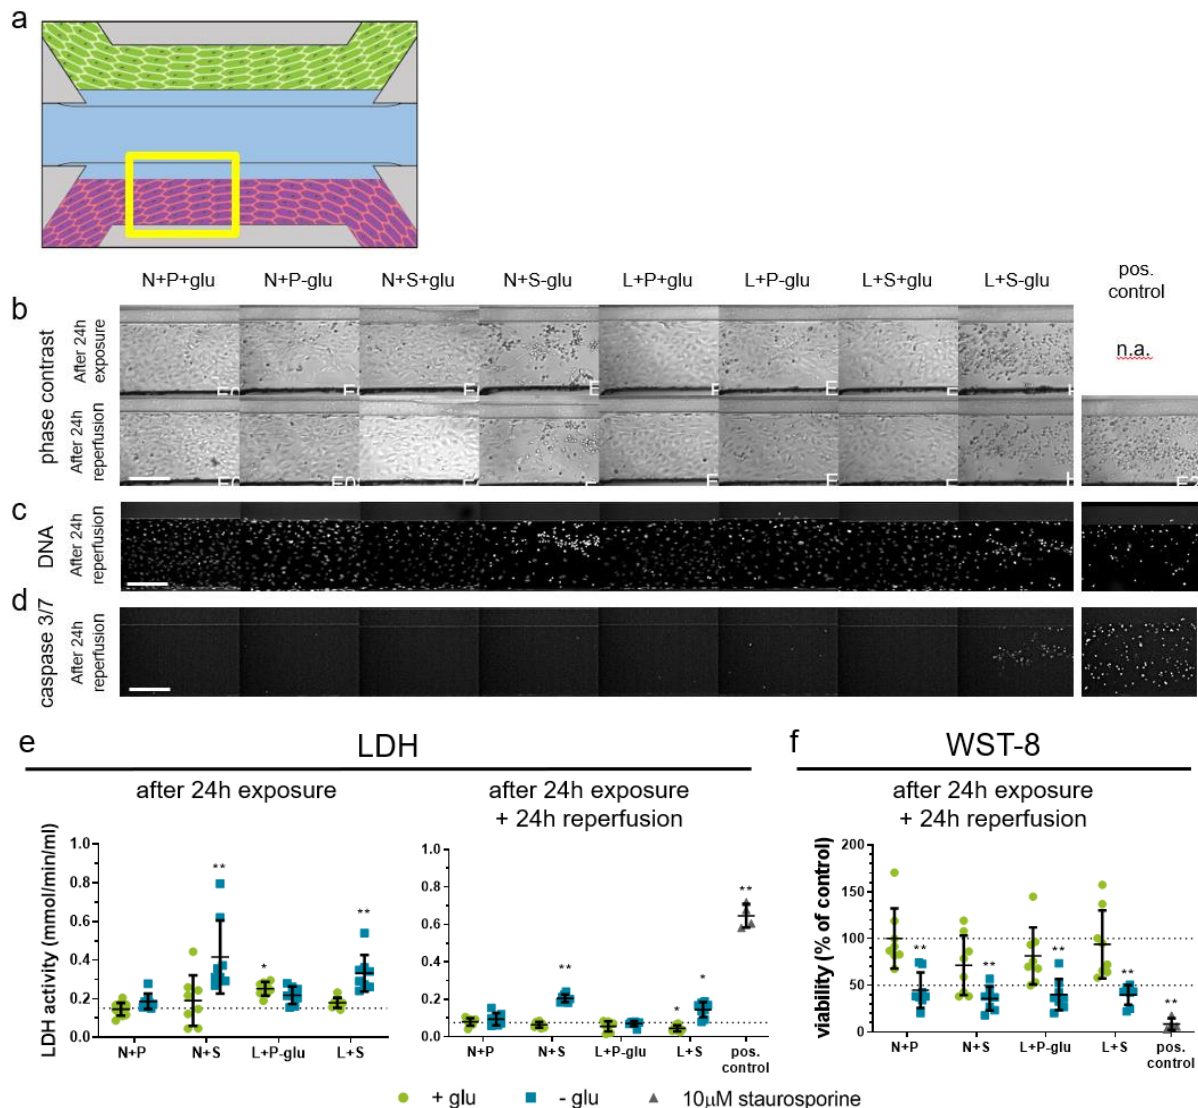 a
N+P+glu N+P-glu N+S+glu N+S-glu L+P+glu L+P-glu L+S+glu L+S-glu pos. control
b
phase contrast
After 24h exposure
n.a.
After 24h reperfusion
c
DNA
After 24h reperfusion
d
caspase 3/7
After 24h reperfusion
e
LDH
after 24h exposure
LDH activity (mmol/min/ml)
1.0
0.8
0.6
0.4
0.2
0.0
**
*
**
N+P N+S L+P-glu L+S
after 24h exposure
+ 24h reperfusion
1.0
0.8
0.6
0.4
0.2
0.0
**
**
*
*
N+P N+S L+P-glu L+S pos. control
f
WST-8
after 24h exposure
+ 24h reperfusion
viability (% of control)
200
150
100
50
0
**
**
**
**
**
N+P N+S L+P-glu L+S pos. control
+ glu - glu 10µM staurosporine